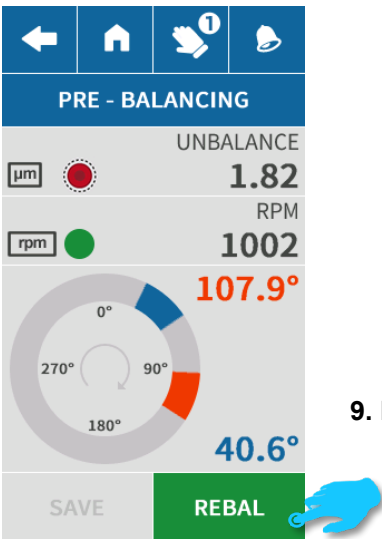 1
PRE - BALANCING
UNBALANCE
µm
1.82
RPM
rpm
1002
107.9°
0°
270°
90°
180°
40.6°
SAVE
REBAL
9.